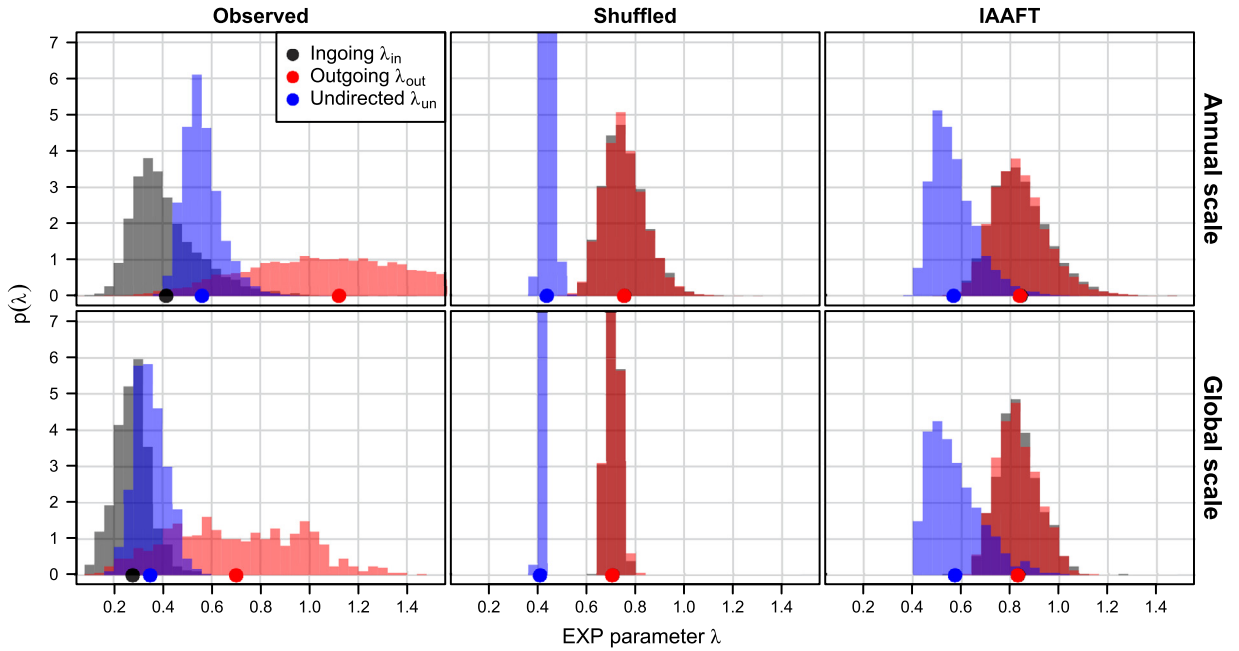 Observed Shuffled IAAFT
Ingoing λin
Outgoing λout
Undirected λun
7
6
5
4
3
2
1
0
Annual scale
p(λ)
7
6
5
4
3
2
1
0
Global scale
0.2 0.4 0.6 0.8 1.0 1.2 1.4 0.2 0.4 0.6 0.8 1.0 1.2 1.4 0.2 0.4 0.6 0.8 1.0 1.2 1.4
EXP parameter λ